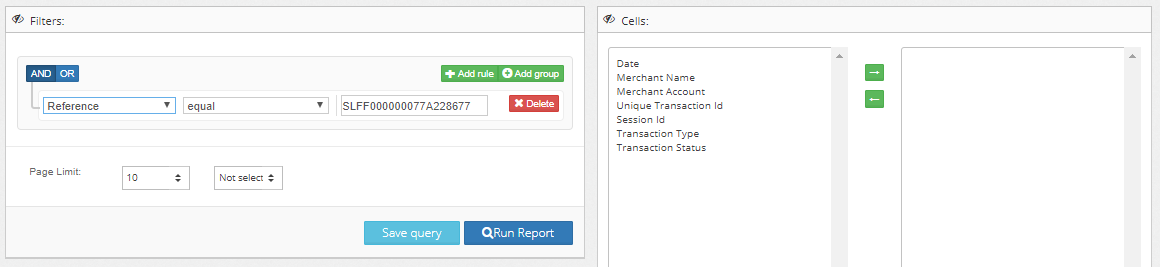 Filters:
AND OR
Add rule Add group
Reference equal SLFF000000077A228677 Delete
Page Limit: 10 Not select
Save query Run Report
Cells:
Date
Merchant Name
Merchant Account
Unique Transaction Id
Session Id
Transaction Type
Transaction Status